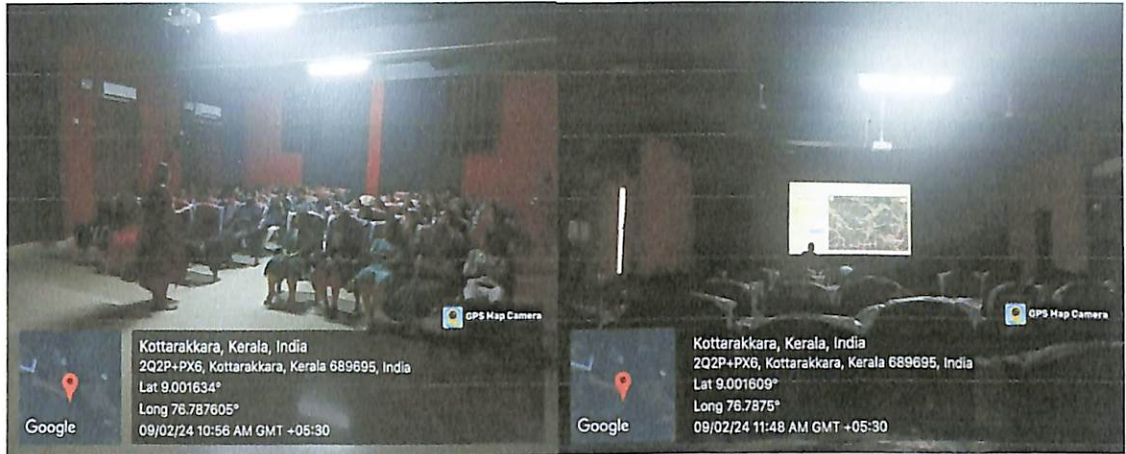 GPS Map Camera
Google
Kottarakkara, Kerala, India
2Q2P+PX6, Kottarakkara, Kerala 689695, India
Lat 9.001634°
Long 76.787605°
09/02/24 10:56 AM GMT +05:30
GPS Map Camera
Google
Kottarakkara, Kerala, India
2Q2P+PX6, Kottarakkara, Kerala 689695, India
Lat 9.001609°
Long 76.7875°
09/02/24 11:48 AM GMT +05:30